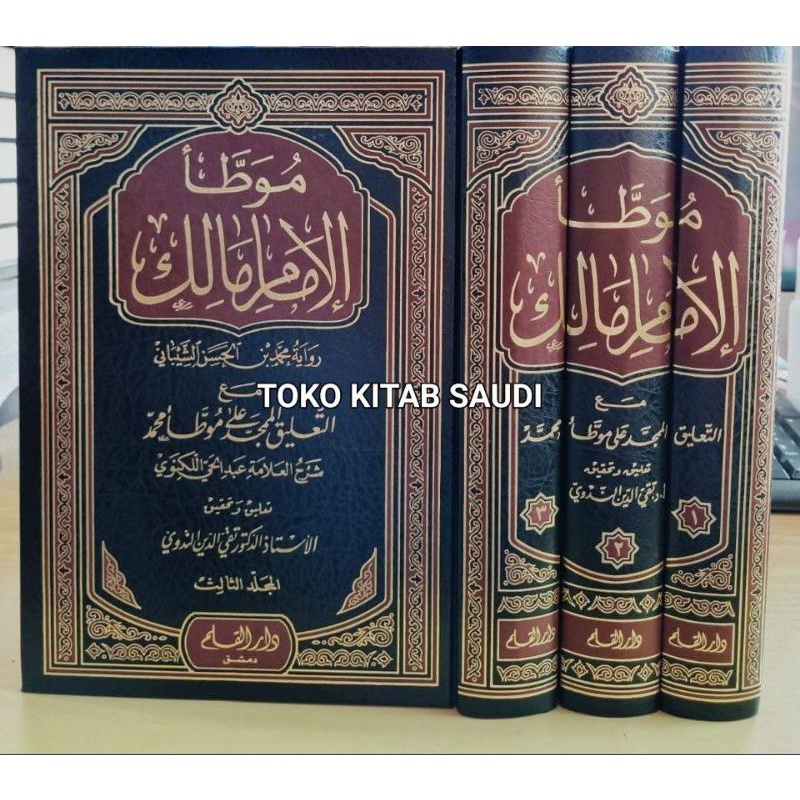 موطأ
الإمام مالك
رواية محمد بن الحسن الشيباني
مع
التعليق الممجد على موطأ محمد
شرح العلامة عبد الحي اللكنوي
تعليق وتحقيق
الأستاذ الدكتور تقي الدين الندوي
المجلد الثالث
دار القلم
دمشق
TOKO KITAB SAUDI
مُوَطَّأ
الإمام مالك
مع
التعليق
الممجد على موطأ
محمد
تعليق وتحقيق
أ. د. تقي الدين الندوي
١
٢
٣
دار القلم
دار القلم
دار القلم